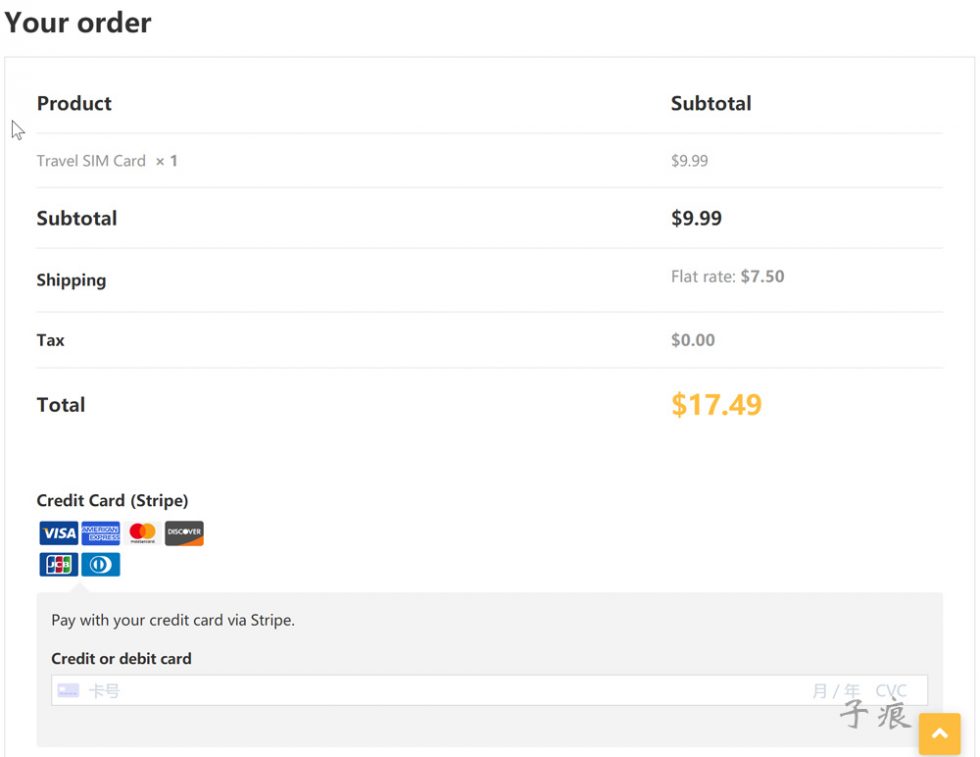 Your order
Product Subtotal
Travel SIM Card × 1 $9.99
Subtotal $9.99
Shipping Flat rate: $7.50
Tax $0.00
Total $17.49
Credit Card (Stripe)
VISA AMERICAN EXPRESS mastercard DISCOVER
JCB
Pay with your credit card via Stripe.
Credit or debit card
卡号 月 / 年 CVC
子痕